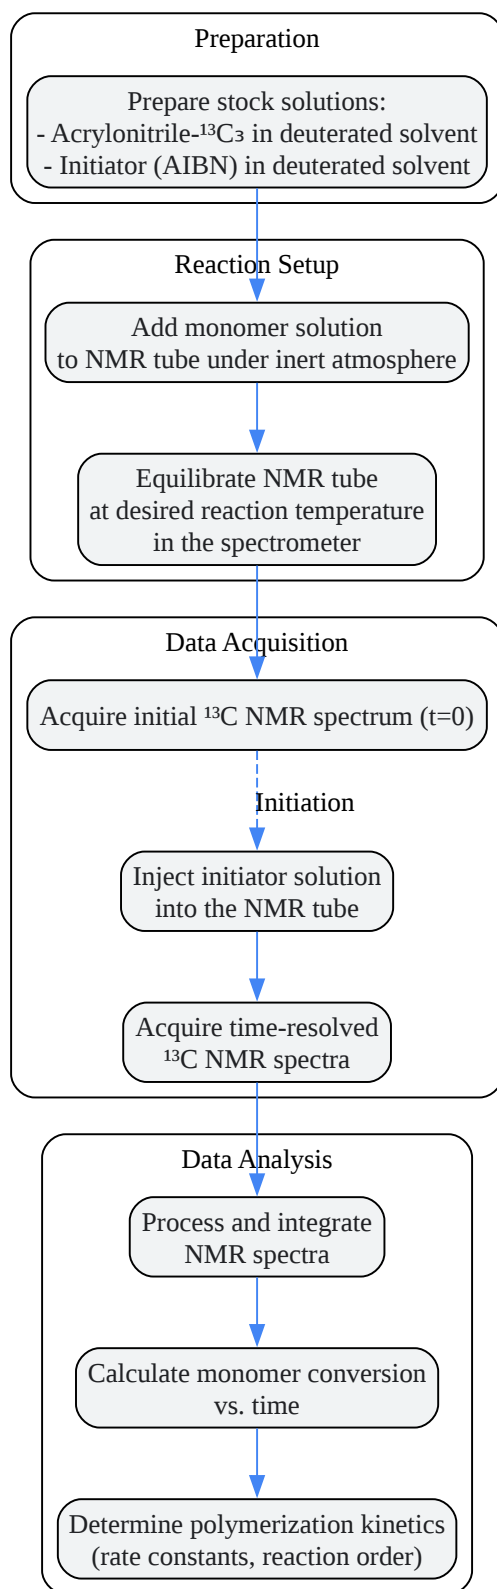 Preparation
Prepare stock solutions:
- Acrylonitrile-¹³C₃ in deuterated solvent
- Initiator (AIBN) in deuterated solvent
Reaction Setup
Add monomer solution
to NMR tube under inert atmosphere
Equilibrate NMR tube
at desired reaction temperature
in the spectrometer
Data Acquisition
Acquire initial ¹³C NMR spectrum (t=0)
Initiation
Inject initiator solution
into the NMR tube
Acquire time-resolved
¹³C NMR spectra
Data Analysis
Process and integrate
NMR spectra
Calculate monomer conversion
vs. time
Determine polymerization kinetics
(rate constants, reaction order)